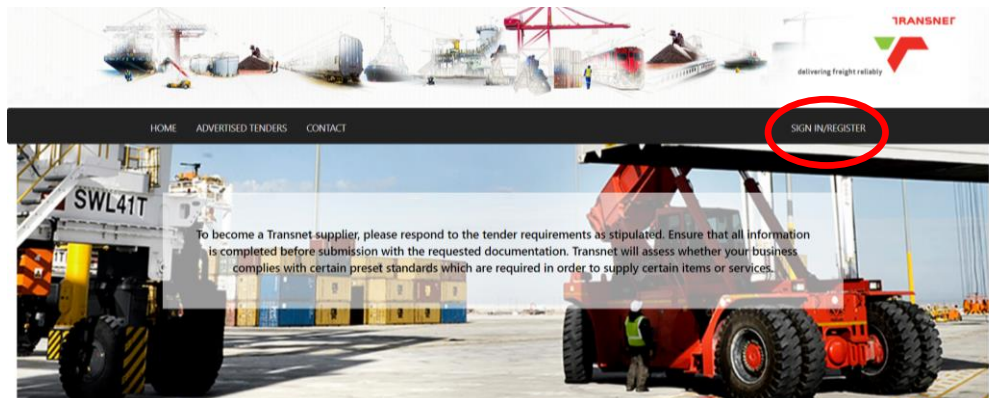 TRANSNET
delivering freight reliably
HOME ADVERTISED TENDERS CONTACT SIGN IN/REGISTER
SWL41T
To become a Transnet supplier, please respond to the tender requirements as stipulated. Ensure that all information
is completed before submission with the requested documentation. Transnet will assess whether your business
complies with certain preset standards which are required in order to supply certain items or services.